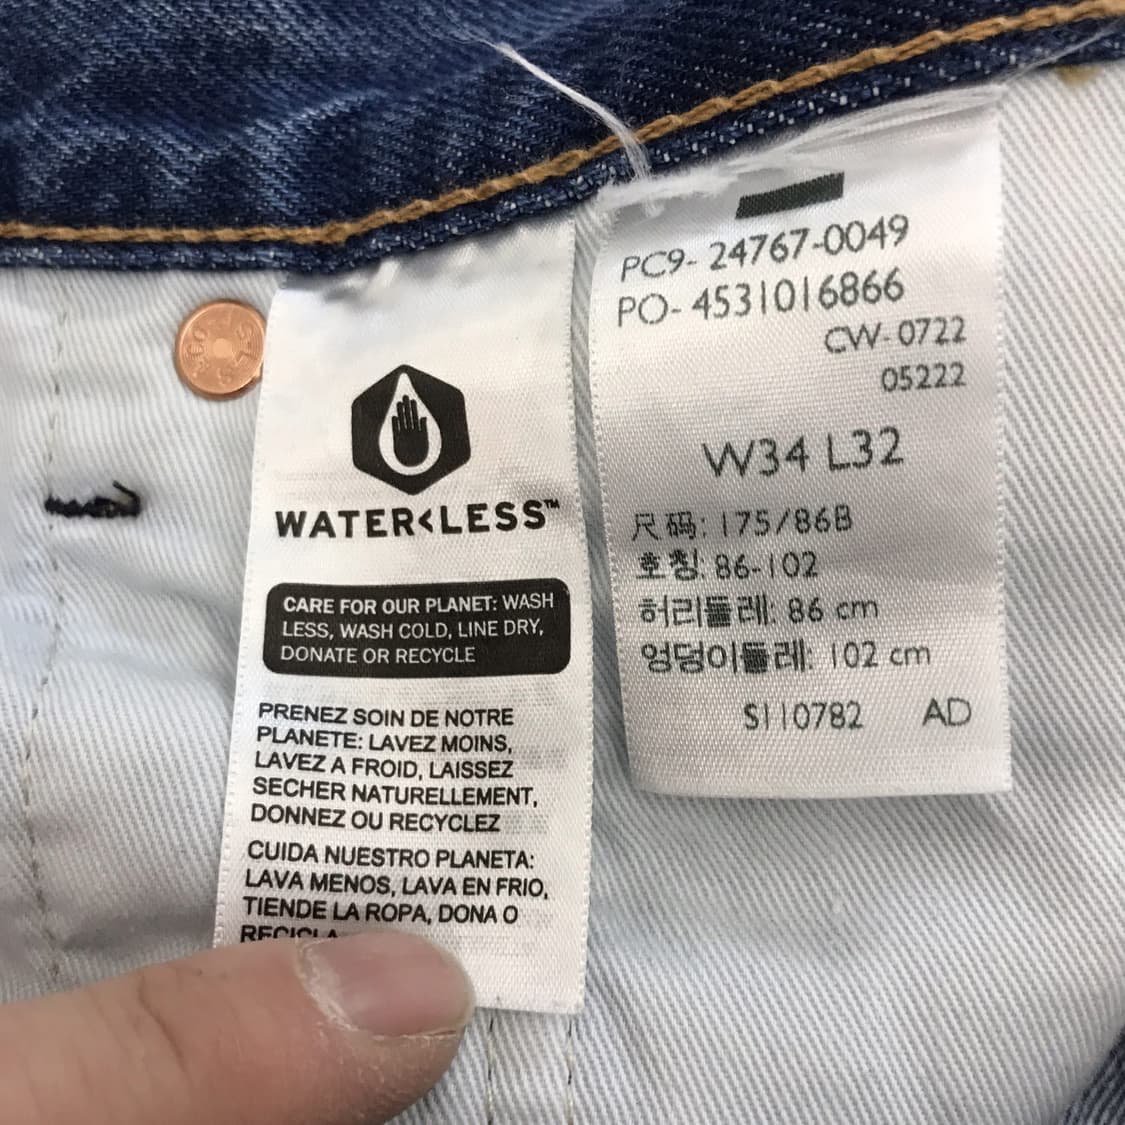 WATER<LESS™
CARE FOR OUR PLANET: WASH
LESS, WASH COLD, LINE DRY,
DONATE OR RECYCLE
PRENEZ SOIN DE NOTRE
PLANETE: LAVEZ MOINS,
LAVEZ A FROID, LAISSEZ
SECHER NATURELLEMENT,
DONNEZ OU RECYCLEZ
CUIDA NUESTRO PLANETA:
LAVA MENOS, LAVA EN FRIO,
TIENDE LA ROPA, DONA O
RECICLA
PC9- 24767-0049
PO- 4531016866
CW- 0722
05222
W34 L32
尺码: 175/86B
호칭: 86-102
허리둘레: 86 cm
엉덩이둘레: 102 cm
S110782 AD